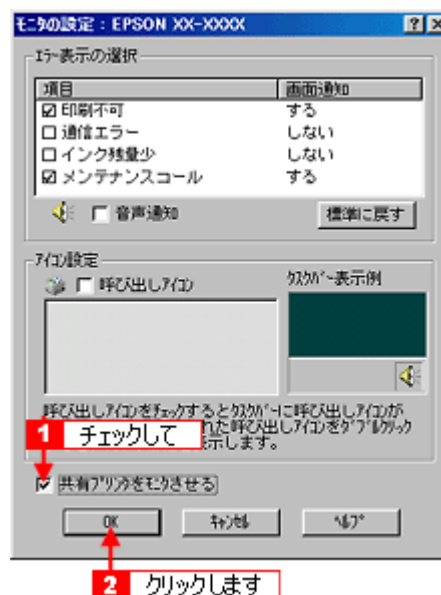 ﾓﾆﾀの設定：EPSON XX-XXXX
ｴﾗｰ表示の選択
項目 画面通知
印刷不可 する
通信エラー しない
インク残量少 しない
メンテナンスコール する
音声通知 標準に戻す
ｱｲｺﾝ設定
呼び出しｱｲｺﾝ ﾀｽｸﾊﾞｰ表示例
呼び出しｱｲｺﾝをﾁｪｯｸするとﾀｽｸﾊﾞｰに呼び出しｱｲｺﾝが
れた呼び出しｱｲｺﾝをﾀﾞﾌﾞﾙｸﾘｯｸ
1 チェックして
示します。
共有ﾌﾟﾘﾝﾀをﾓﾆﾀさせる
OK ｷｬﾝｾﾙ ﾍﾙﾌﾟ
2 クリックします